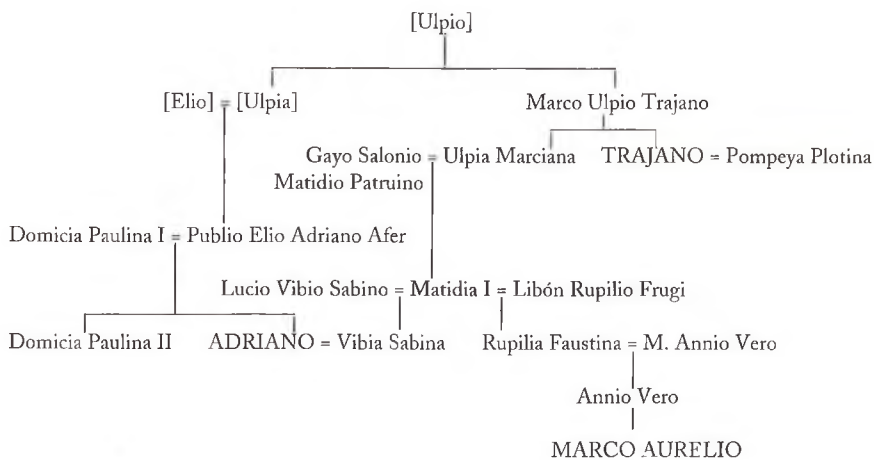 [Ulpio]
[Elio] = [Ulpia] Marco Ulpio Trajano
Gayo Salonio = Ulpia Marciana TRAJANO = Pompeya Plotina
Matidio Patruino
Domicia Paulina I = Publio Elio Adriano Afer
Lucio Vibio Sabino = Matidia I = Libón Rupilio Frugi
Domicia Paulina II ADRIANO = Vibia Sabina Rupilia Faustina = M. Annio Vero
Annio Vero
MARCO AURELIO